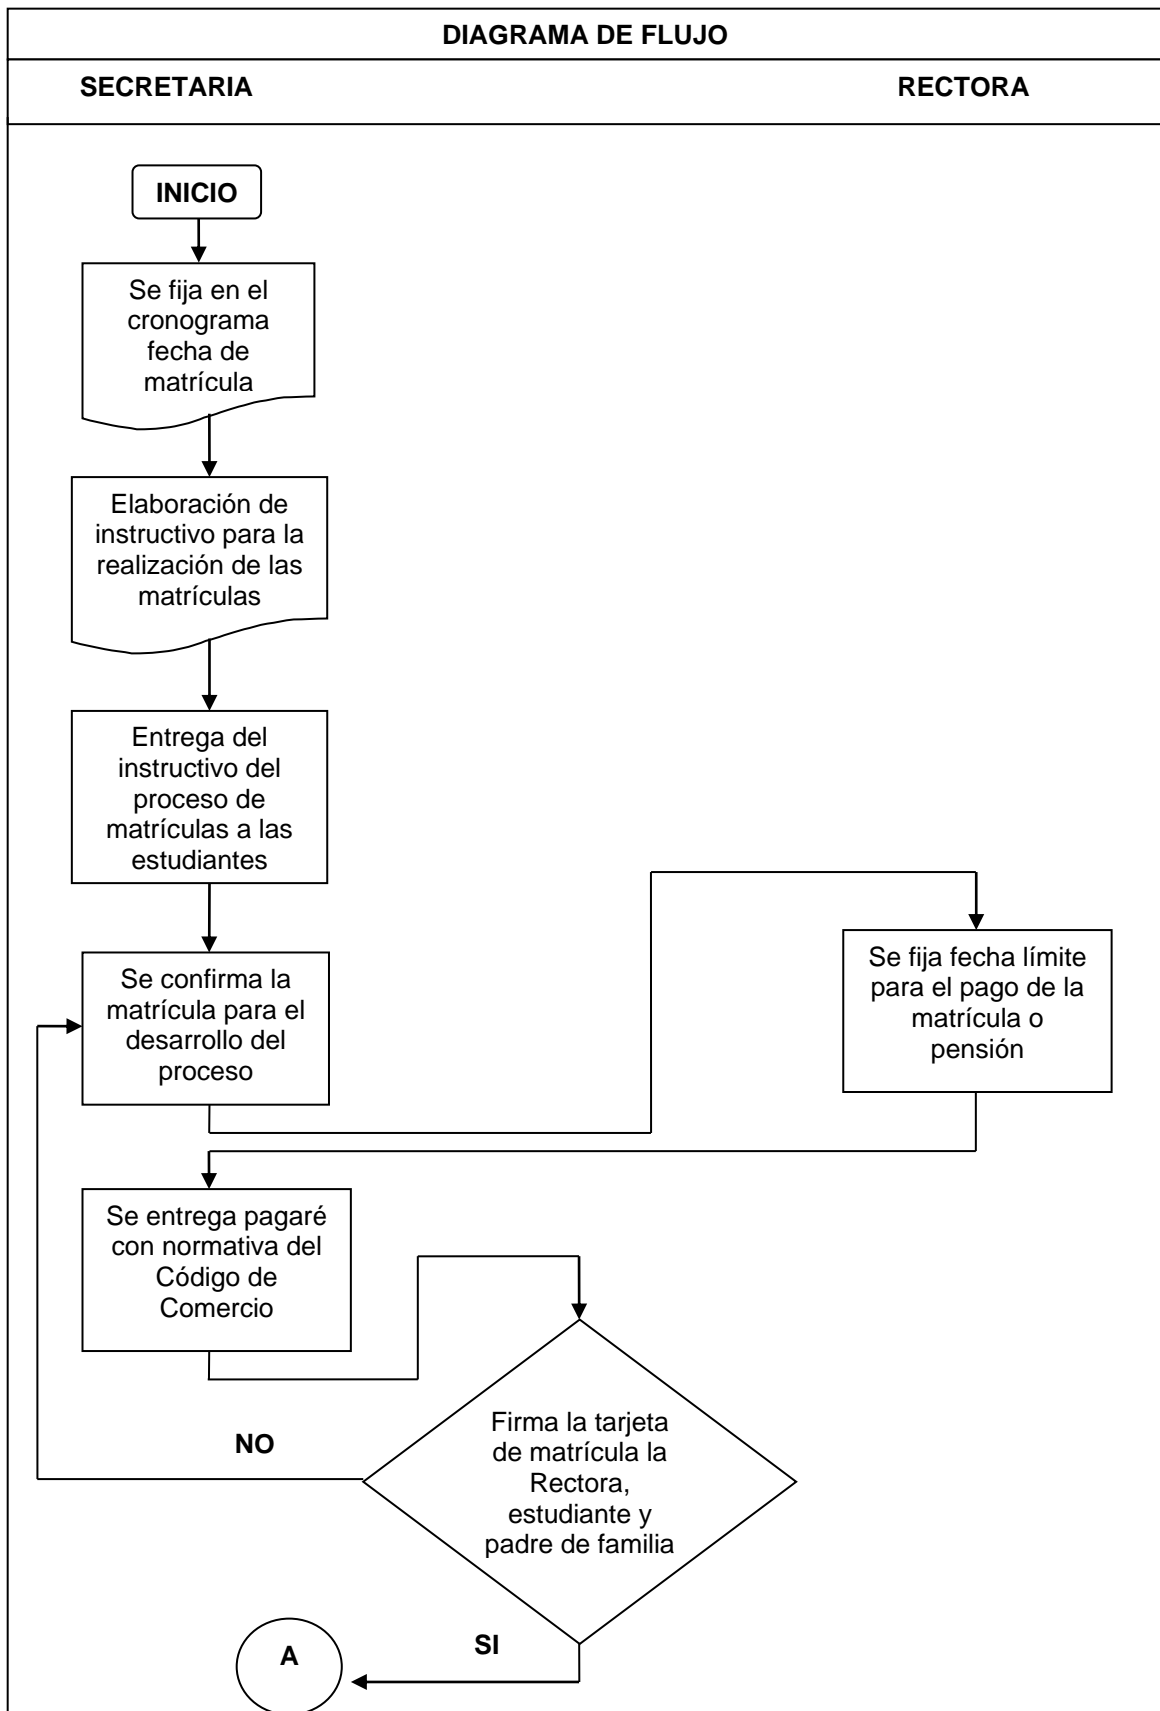 DIAGRAMA DE FLUJO
SECRETARIA
RECTORA
INICIO
Se fija en el
cronograma
fecha de
matrícula
Elaboración de
instructivo para la
realización de las
matrículas
Entrega del
instructivo del
proceso de
matrículas a las
estudiantes
Se confirma la
matrícula para el
desarrollo del
proceso
Se fija fecha límite
para el pago de la
matrícula o
pensión
Se entrega pagaré
con normativa del
Código de
Comercio
Firma la tarjeta
de matrícula la
Rectora,
estudiante y
padre de familia
NO
SI
A